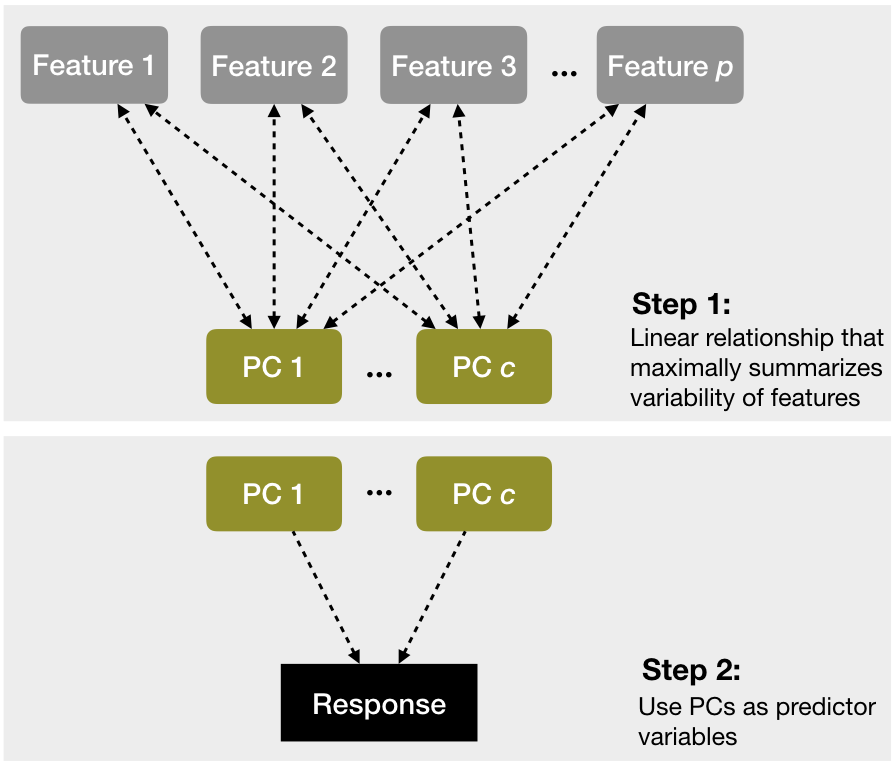 Feature 1 Feature 2 Feature 3 ... Feature p
PC 1 ... PC c
Step 1:
Linear relationship that
maximally summarizes
variability of features
PC 1 ... PC c
Response
Step 2:
Use PCs as predictor
variables